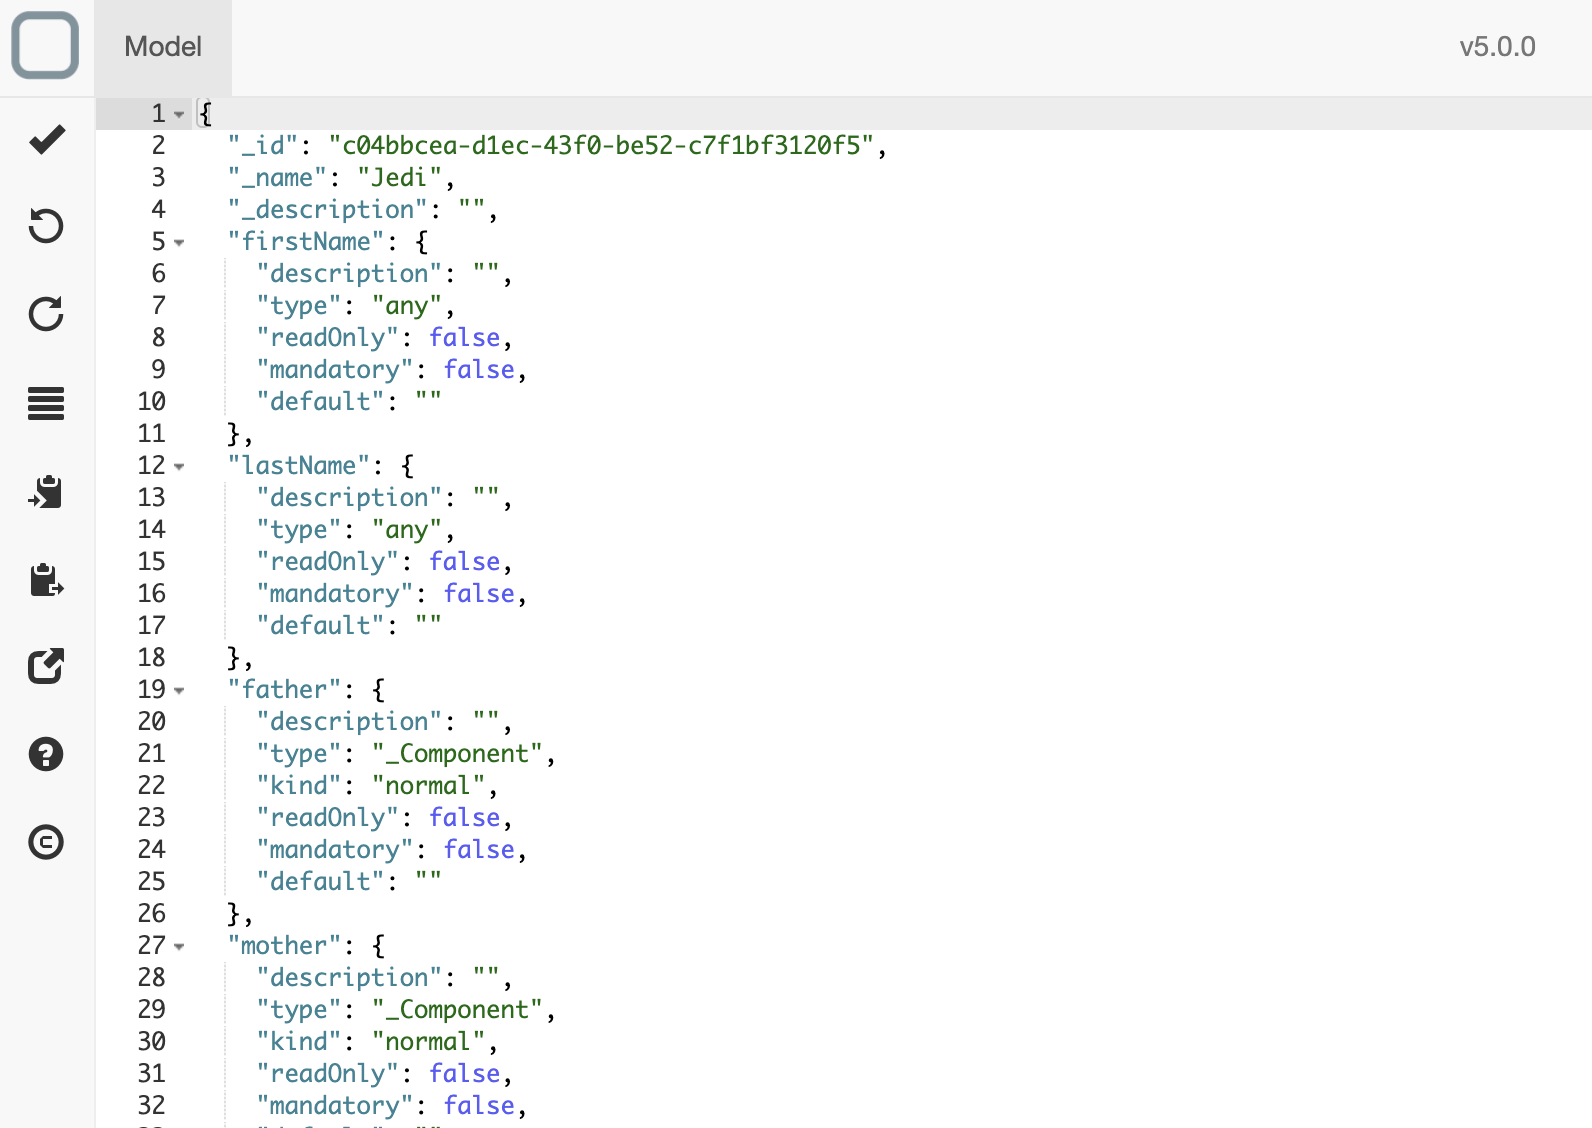 Model
v5.0.0
1 {
2 "_id": "c04bbcea-d1ec-43f0-be52-c7f1bf3120f5",
3 "_name": "Jedi",
4 "_description": "",
5 "firstName": {
6 "description": "",
7 "type": "any",
8 "readOnly": false,
9 "mandatory": false,
10 "default": ""
11 },
12 "lastName": {
13 "description": "",
14 "type": "any",
15 "readOnly": false,
16 "mandatory": false,
17 "default": ""
18 },
19 "father": {
20 "description": "",
21 "type": "_Component",
22 "kind": "normal",
23 "readOnly": false,
24 "mandatory": false,
25 "default": ""
26 },
27 "mother": {
28 "description": "",
29 "type": "_Component",
30 "kind": "normal",
31 "readOnly": false,
32 "mandatory": false,